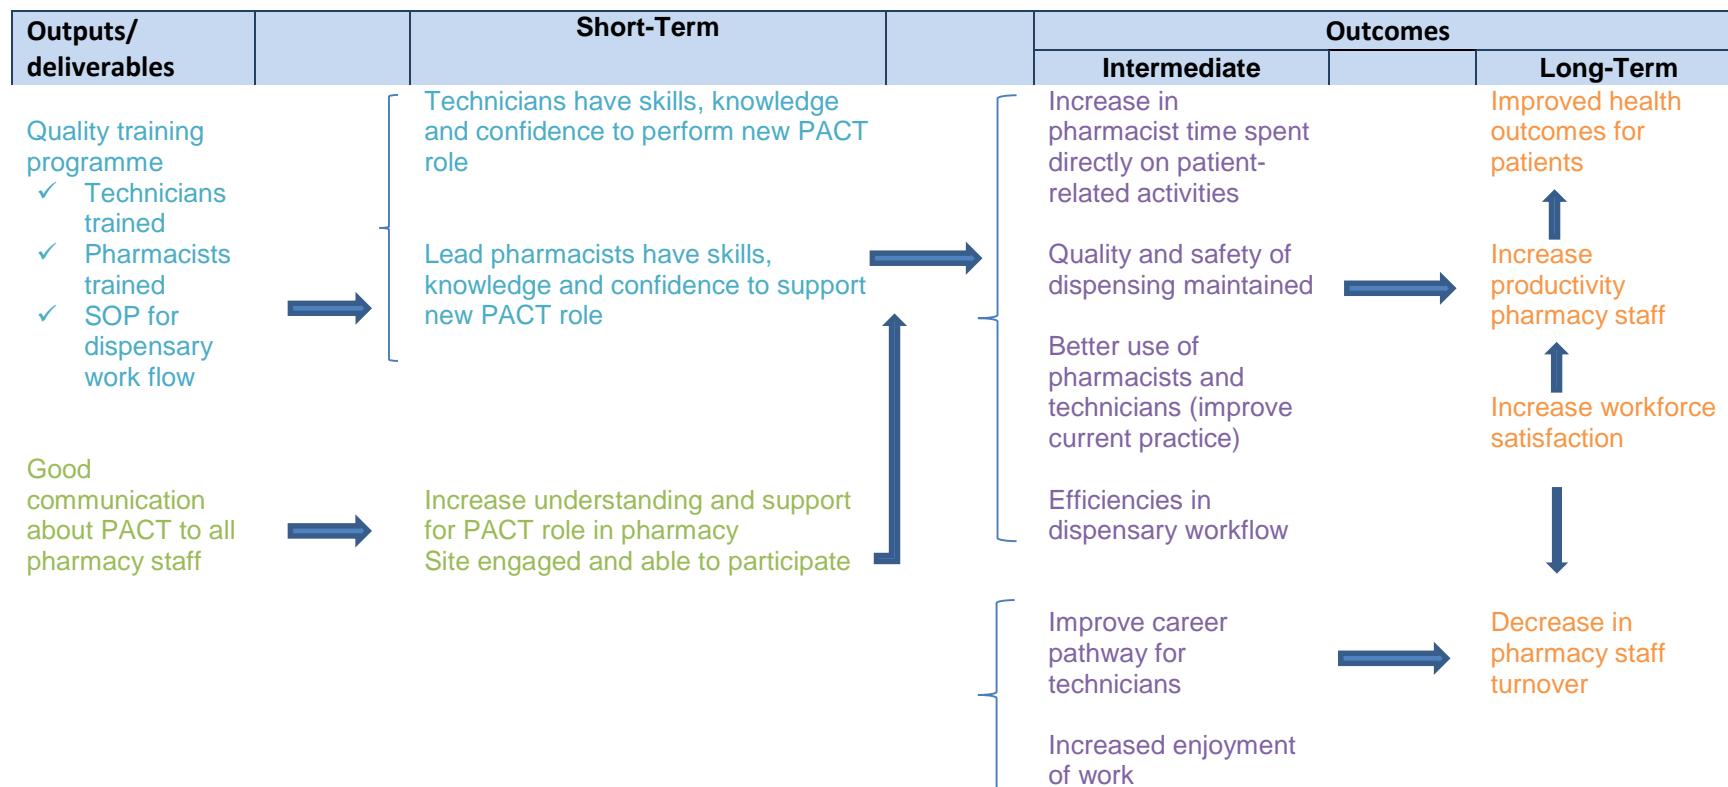 Outputs/
deliverables
Short-Term
Outcomes
Intermediate
Long-Term
Quality training
programme
✓ Technicians
trained
✓ Pharmacists
trained
✓ SOP for
dispensary
work flow
Good
communication
about PACT to all
pharmacy staff
Technicians have skills, knowledge
and confidence to perform new PACT
role
Lead pharmacists have skills,
knowledge and confidence to support
new PACT role
Increase understanding and support
for PACT role in pharmacy
Site engaged and able to participate
Increase in
pharmacist time spent
directly on patient-
related activities
Quality and safety of
dispensing maintained
Better use of
pharmacists and
technicians (improve
current practice)
Efficiencies in
dispensary workflow
Improve career
pathway for
technicians
Increased enjoyment
of work
Improved health
outcomes for
patients
Increase
productivity
pharmacy staff
Increase workforce
satisfaction
Decrease in
pharmacy staff
turnover